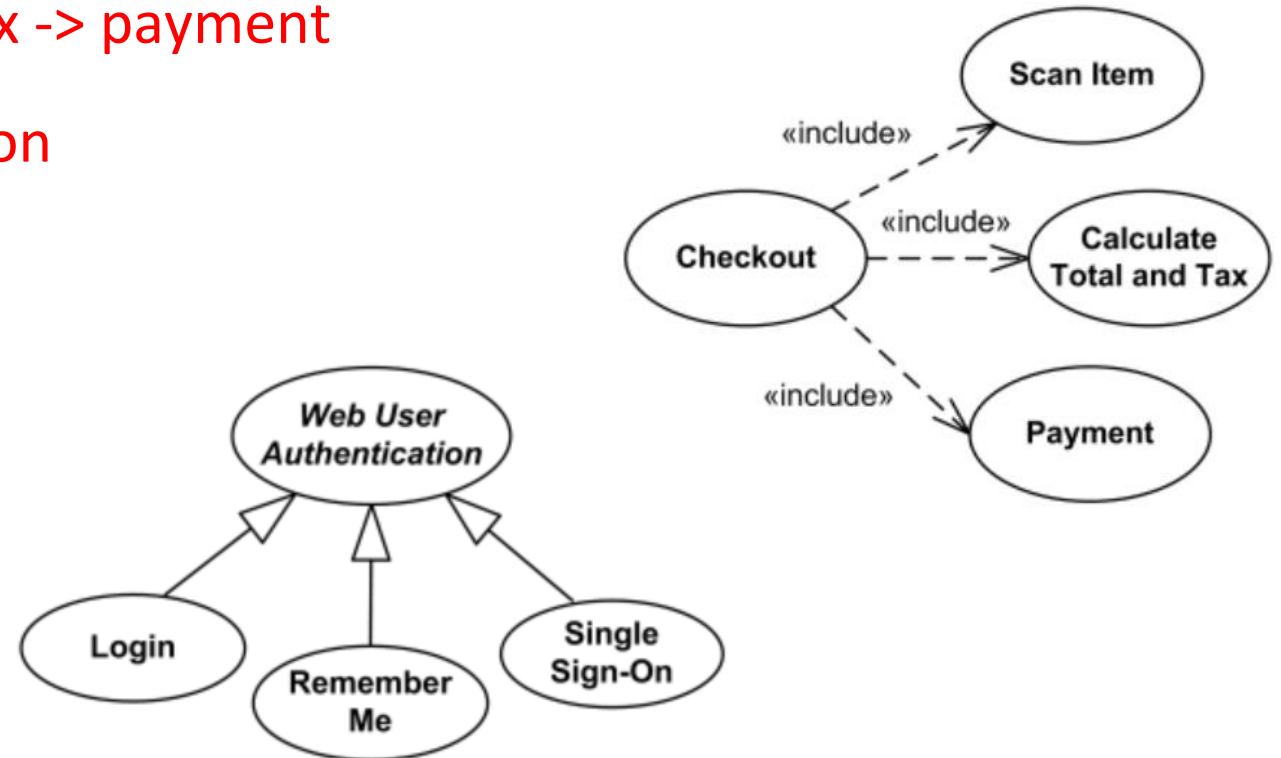 x -> payment
on
Scan Item
«include»
«include»
Checkout
Calculate
Total and Tax
«include»
Payment
Web User
Authentication
Login
Remember
Me
Single
Sign-On